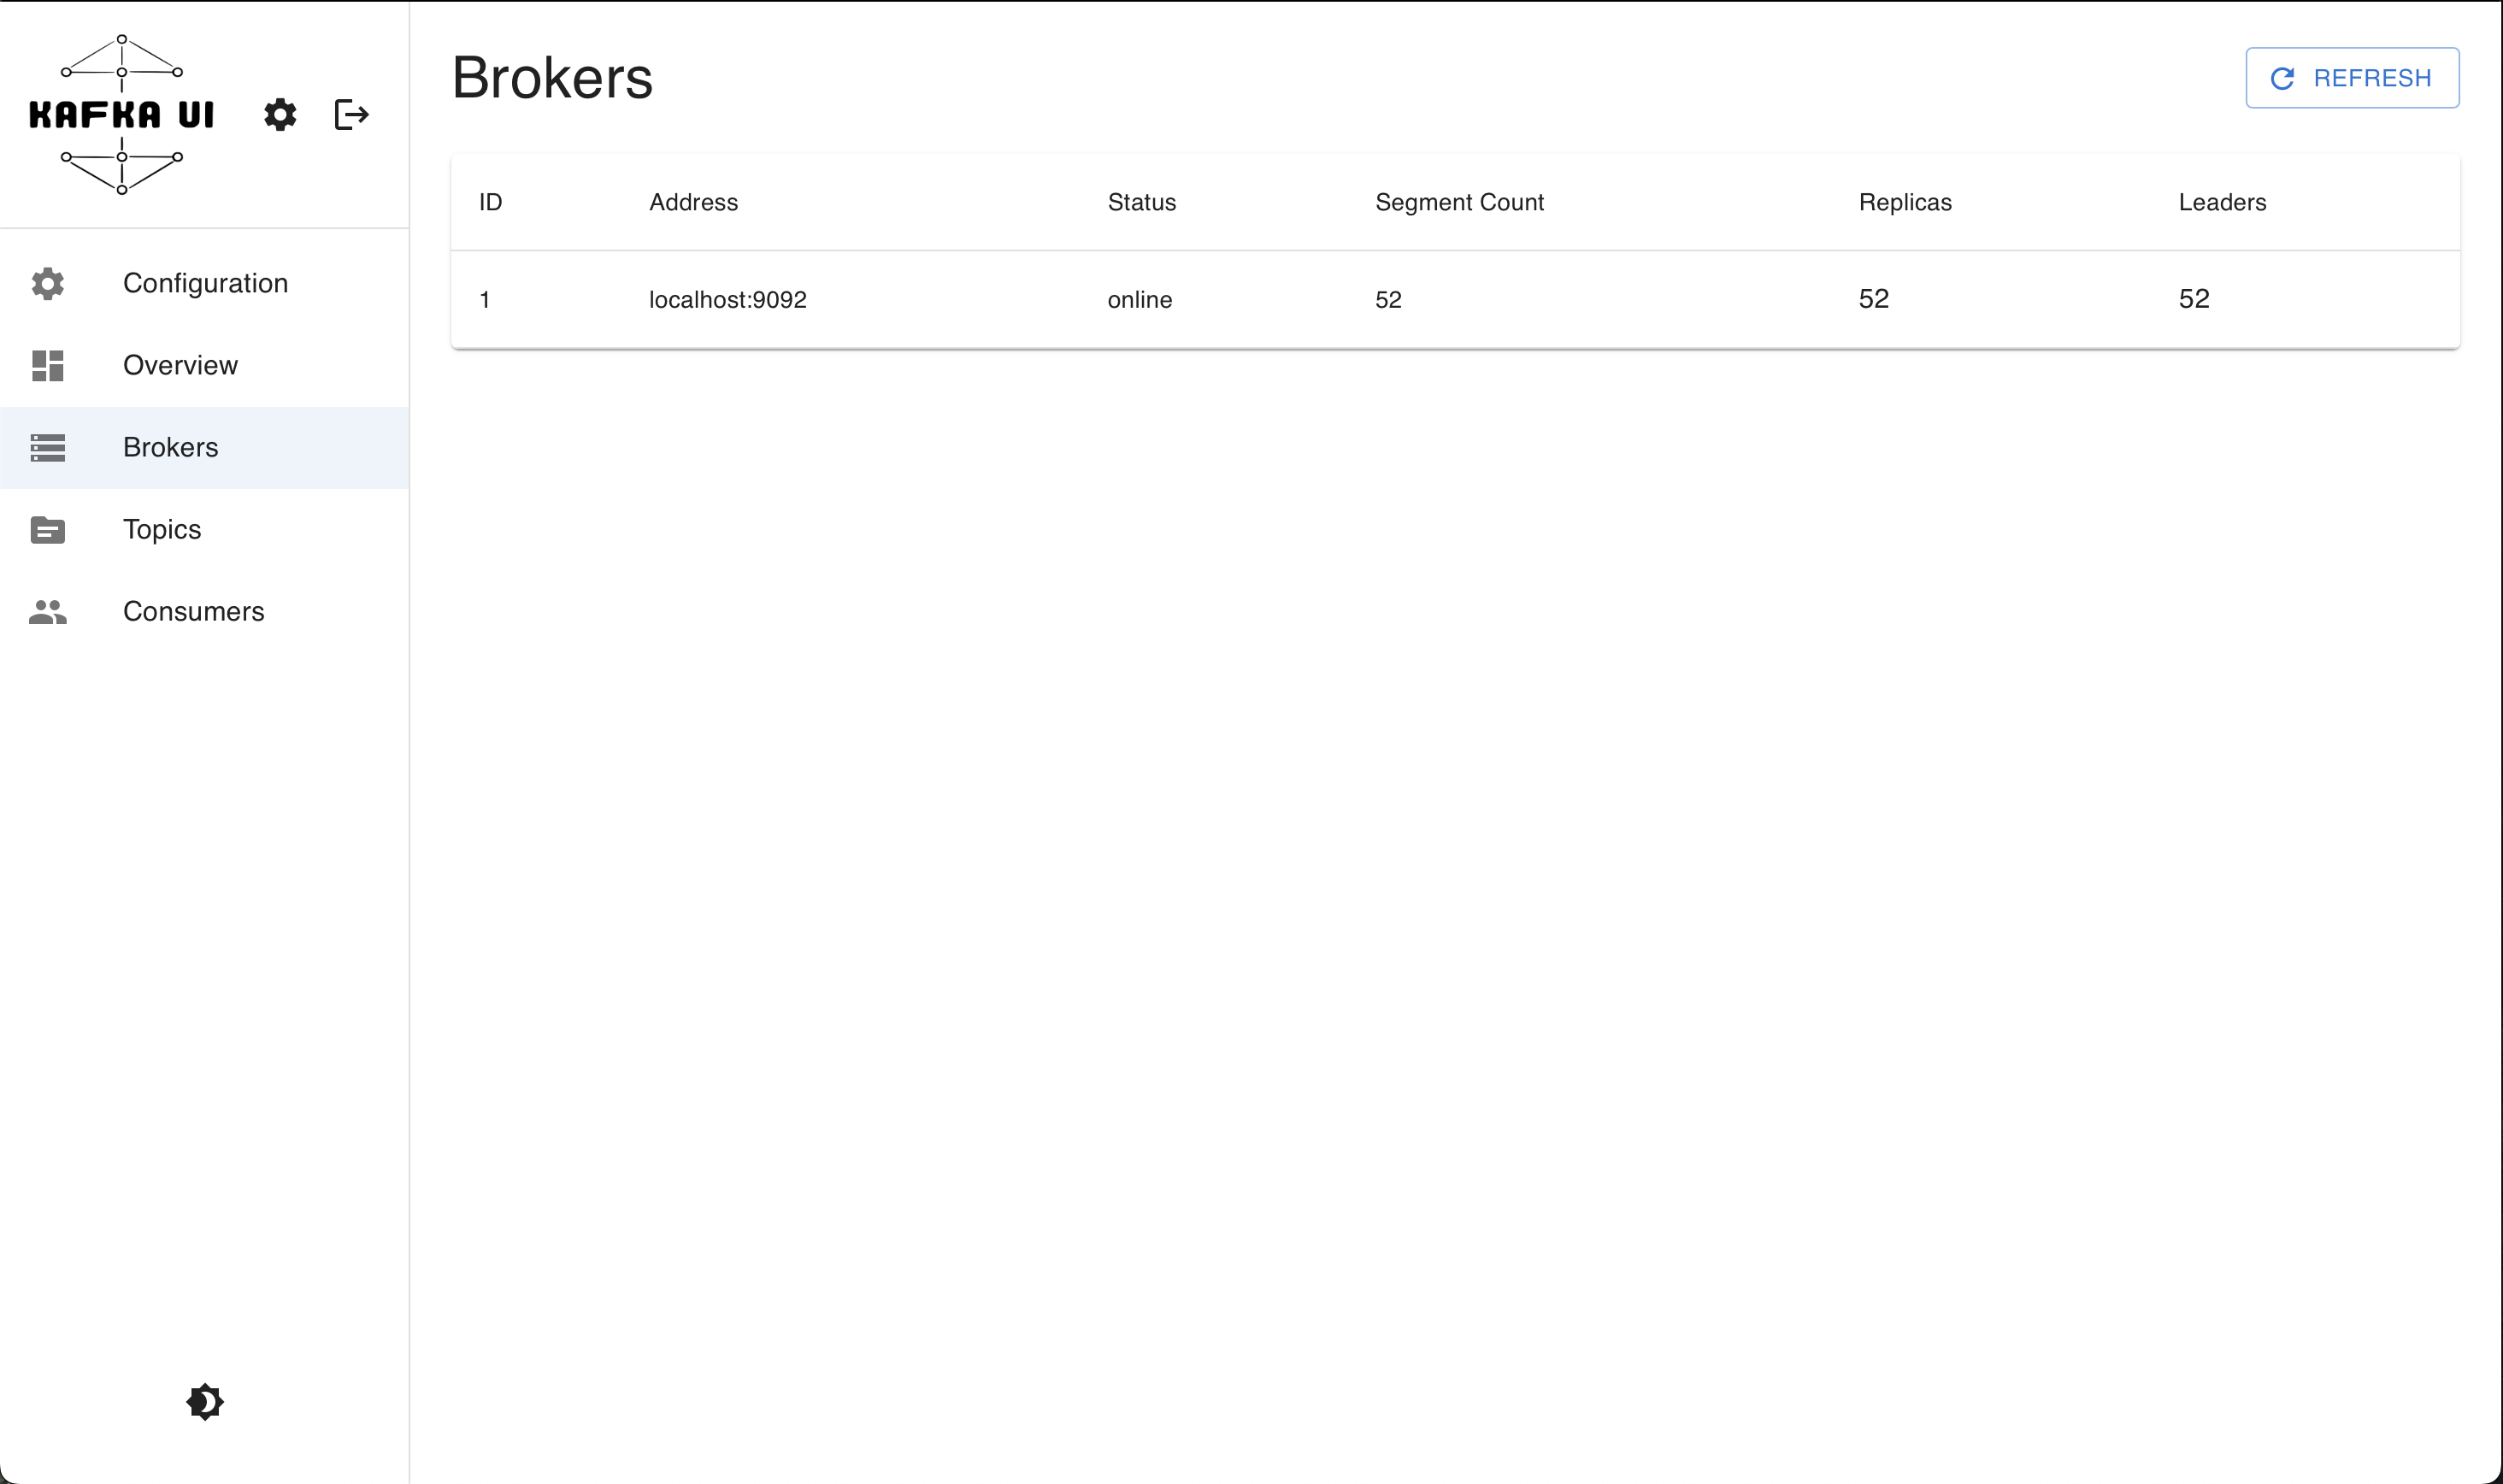 KAFKA UI
Configuration
Overview
Brokers
Topics
Consumers
Brokers
REFRESH
ID Address Status Segment Count Replicas Leaders
1 localhost:9092 online 52 52 52